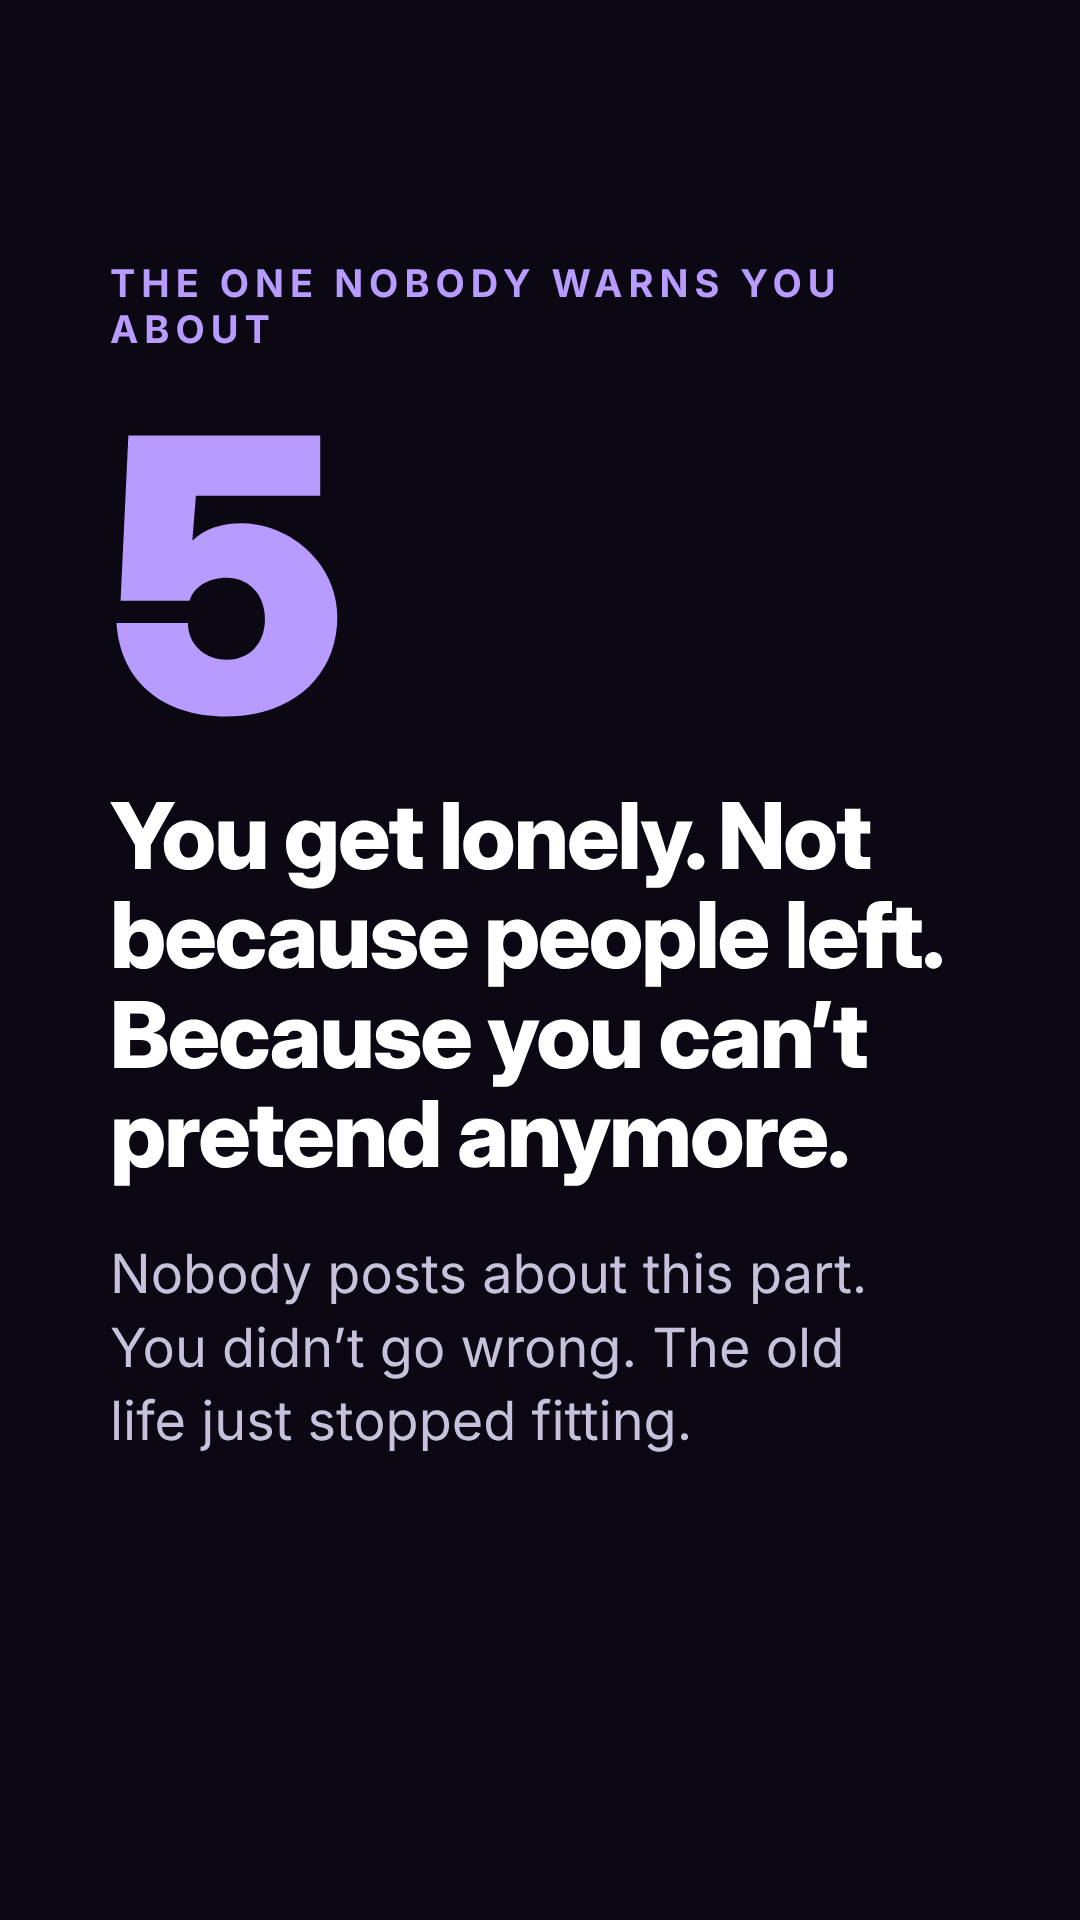 THE ONE NOBODY WARNS YOU
ABOUT
5
You get lonely. Not
because people left.
Because you can’t
pretend anymore.
Nobody posts about this part.
You didn’t go wrong. The old
life just stopped fitting.